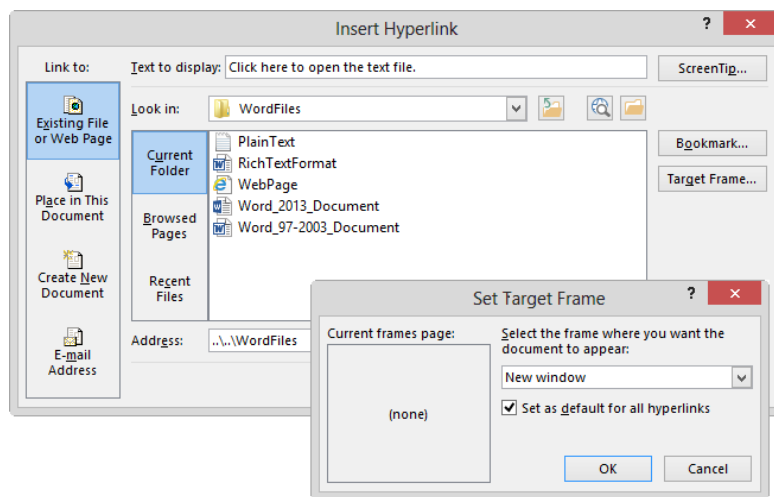 Insert Hyperlink
?
Link to:
Text to display: Click here to open the text file.
ScreenTip...
Existing File
or Web Page
Look in: WordFiles
Current
Folder
PlainText
RichTextFormat
WebPage
Word_2013_Document
Word_97-2003_Document
Bookmark...
Target Frame...
Place in This
Document
Browsed
Pages
Create New
Document
Recent
Files
E-mail
Address
Address: ..\..\WordFiles
Set Target Frame
?
Current frames page:
(none)
Select the frame where you want the
document to appear:
New window
Set as default for all hyperlinks
OK
Cancel